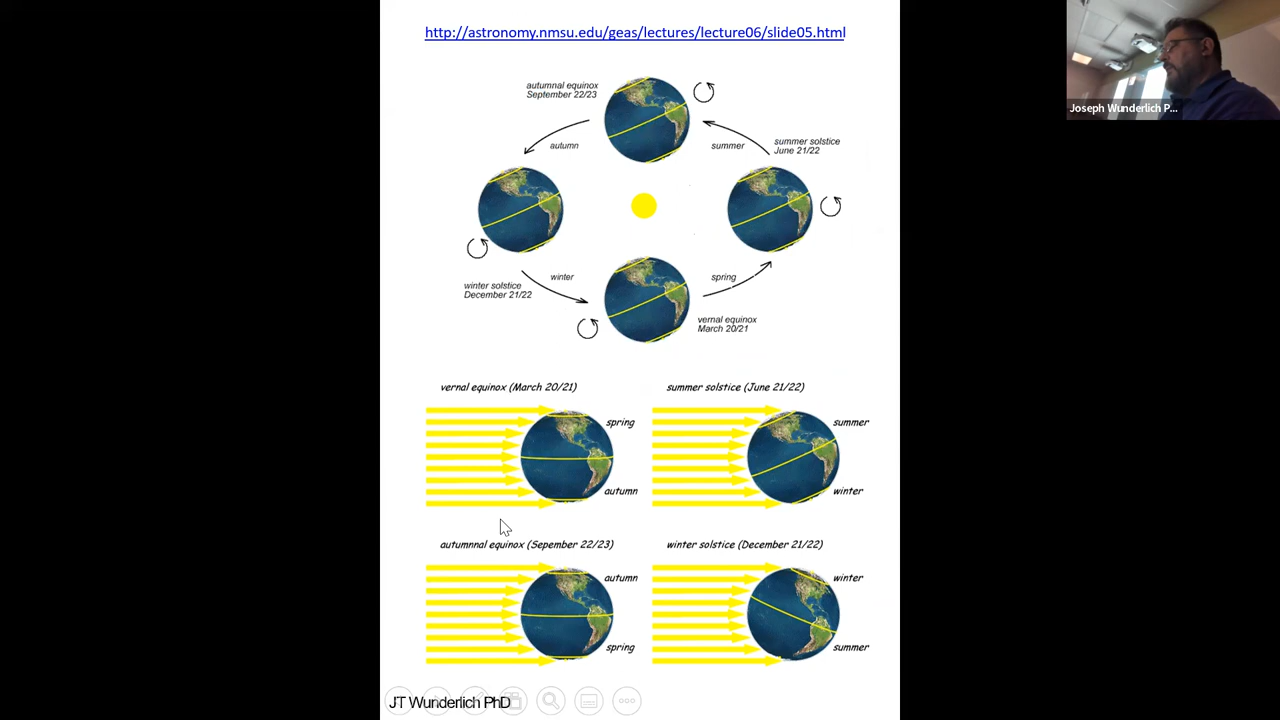 http://astronomy.nmsu.edu/geas/lectures/lecture06/slide05.html
Joseph Wunderlich P...
autumnal equinox
September 22/23
autumn
summer
summer solstice
June 21/22
winter solstice
December 21/22
winter
spring
vernal equinox
March 20/21
vernal equinox (March 20/21)
spring
autumn
summer solstice (June 21/22)
summer
winter
autumnnal equinox (Sepember 22/23)
autumn
spring
winter solstice (December 21/22)
winter
summer
JT Wunderlich PhD